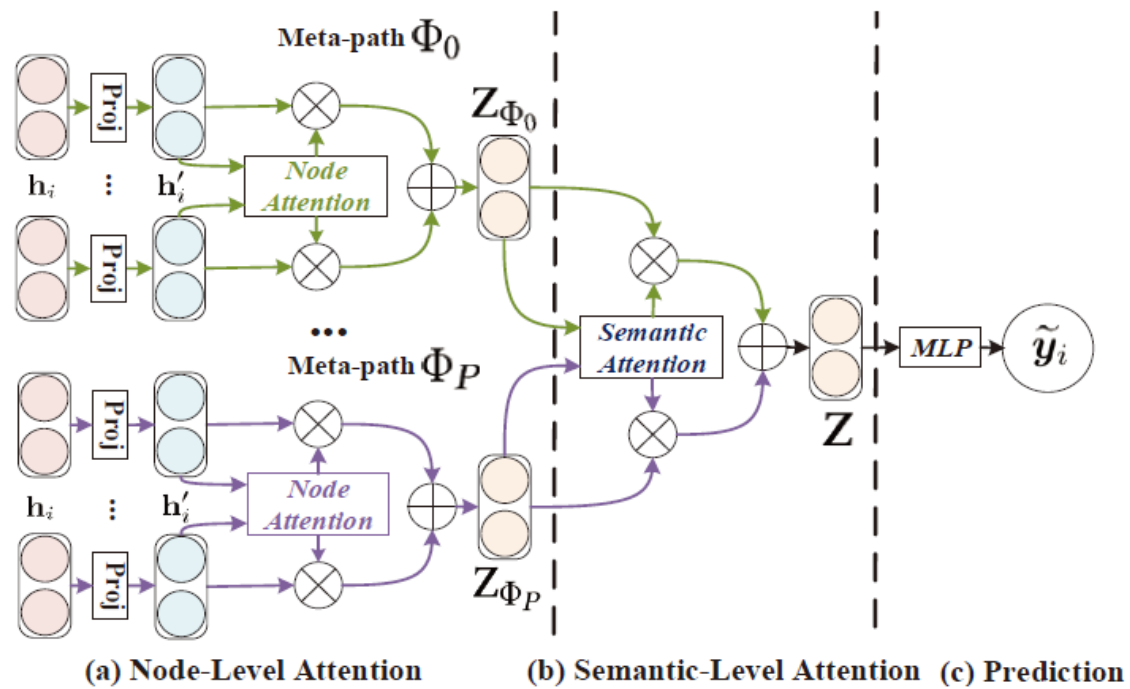 Meta-path Φ0
Proj
hi
...
h′i
Node
Attention
Proj
ZΦ0
...
Meta-path ΦP
Proj
hi
...
h′i
Node
Attention
Proj
ZΦP
Semantic
Attention
Z
MLP
ỹi
(a) Node-Level Attention
(b) Semantic-Level Attention
(c) Prediction